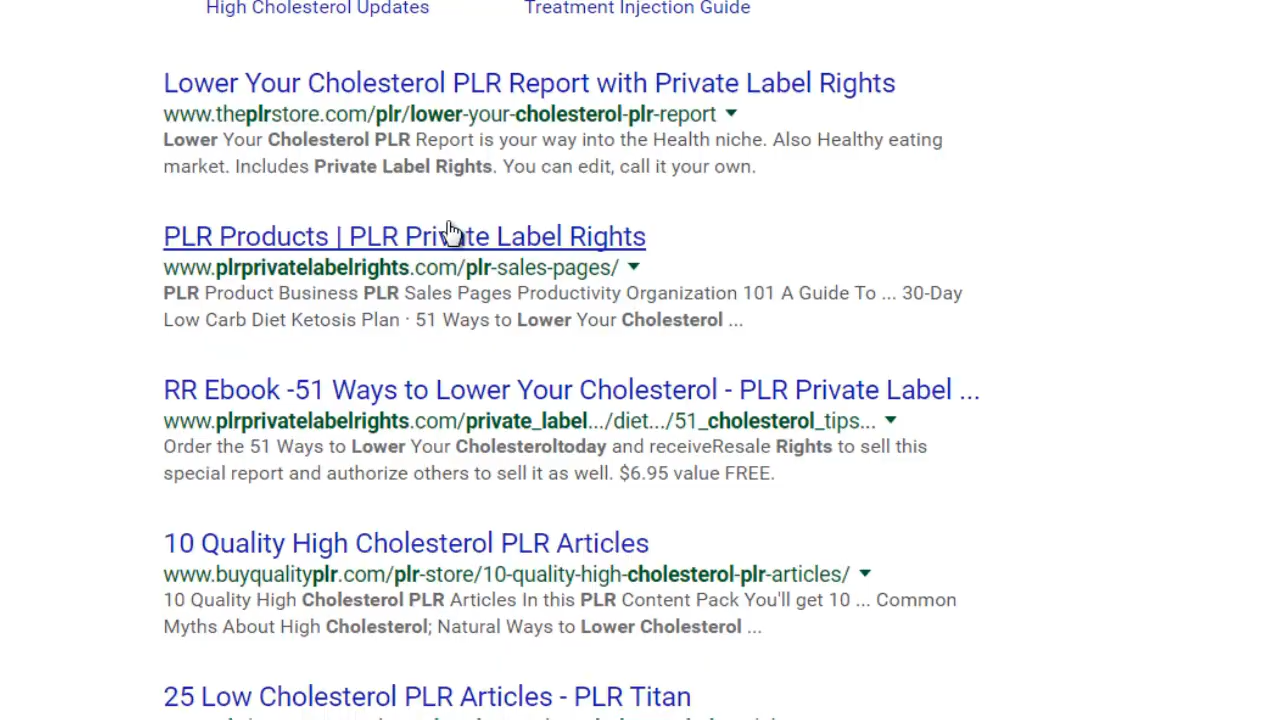 High Cholesterol Updates Treatment Injection Guide
Lower Your Cholesterol PLR Report with Private Label Rights
www.theplrstore.com/plr/lower-your-cholesterol-plr-report
Lower Your Cholesterol PLR Report is your way into the Health niche. Also Healthy eating
market. Includes Private Label Rights. You can edit, call it your own.
PLR Products | PLR Private Label Rights
www.plrprivatelabelrights.com/plr-sales-pages/
PLR Product Business PLR Sales Pages Productivity Organization 101 A Guide To ... 30-Day
Low Carb Diet Ketosis Plan · 51 Ways to Lower Your Cholesterol ...
RR Ebook -51 Ways to Lower Your Cholesterol - PLR Private Label ...
www.plrprivatelabelrights.com/private_label.../diet.../51_cholesterol_tips...
Order the 51 Ways to Lower Your Cholesteroltoday and receiveResale Rights to sell this
special report and authorize others to sell it as well. $6.95 value FREE.
10 Quality High Cholesterol PLR Articles
www.buyqualityplr.com/plr-store/10-quality-high-cholesterol-plr-articles/
10 Quality High Cholesterol PLR Articles In this PLR Content Pack You'll get 10 ... Common
Myths About High Cholesterol; Natural Ways to Lower Cholesterol ...
25 Low Cholesterol PLR Articles - PLR Titan